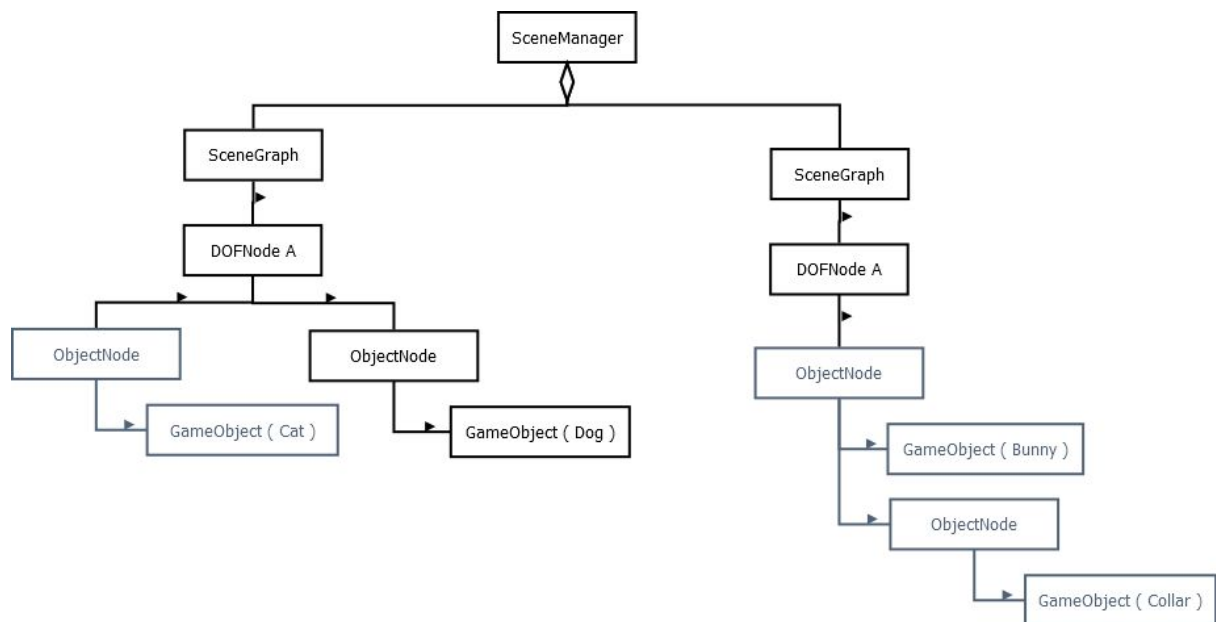 SceneManager
SceneGraph
SceneGraph
DOFNode A
DOFNode A
ObjectNode
ObjectNode
ObjectNode
GameObject ( Cat )
GameObject ( Dog )
GameObject ( Bunny )
ObjectNode
GameObject ( Collar )